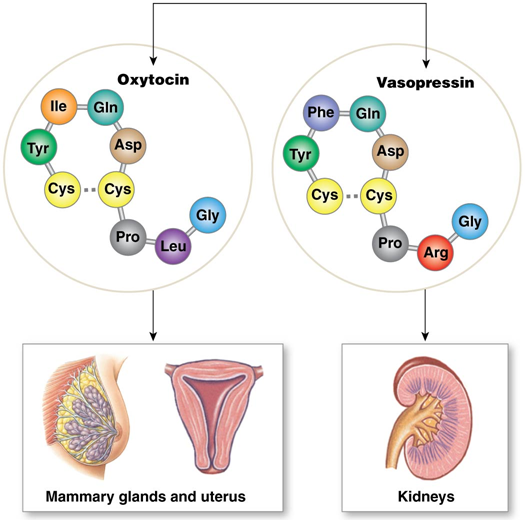 Oxytocin
Ile
Gln
Tyr
Asp
Cys
Cys
Pro
Leu
Gly
Vasopressin
Phe
Gln
Tyr
Asp
Cys
Cys
Pro
Arg
Gly
Mammary glands and uterus
Kidneys